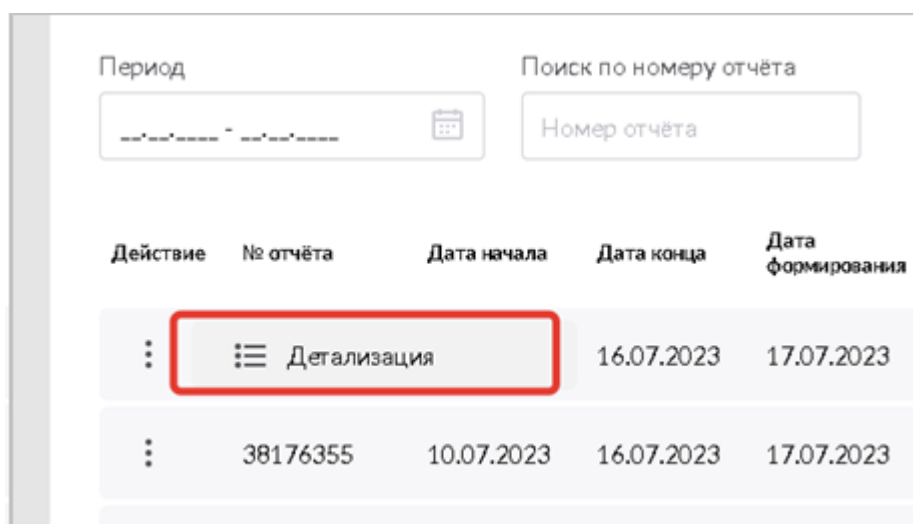 Период
Поиск по номеру отчёта
__.__.____ - __.__.____
Номер отчёта
Действие № отчёта Дата начала Дата конца Дата формирования
Детализация 16.07.2023 17.07.2023
38176355 10.07.2023 16.07.2023 17.07.2023